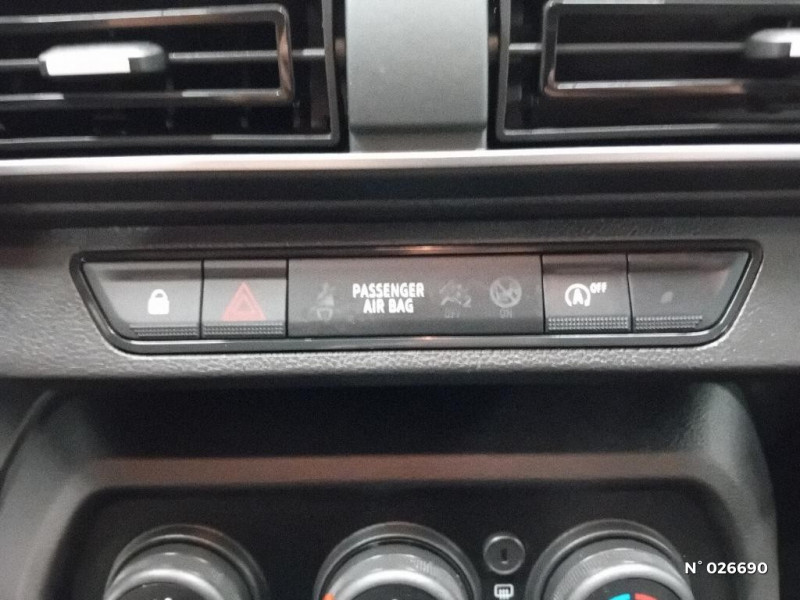 PASSENGER
AIR BAG
OFF
ON
A OFF
N° 026690